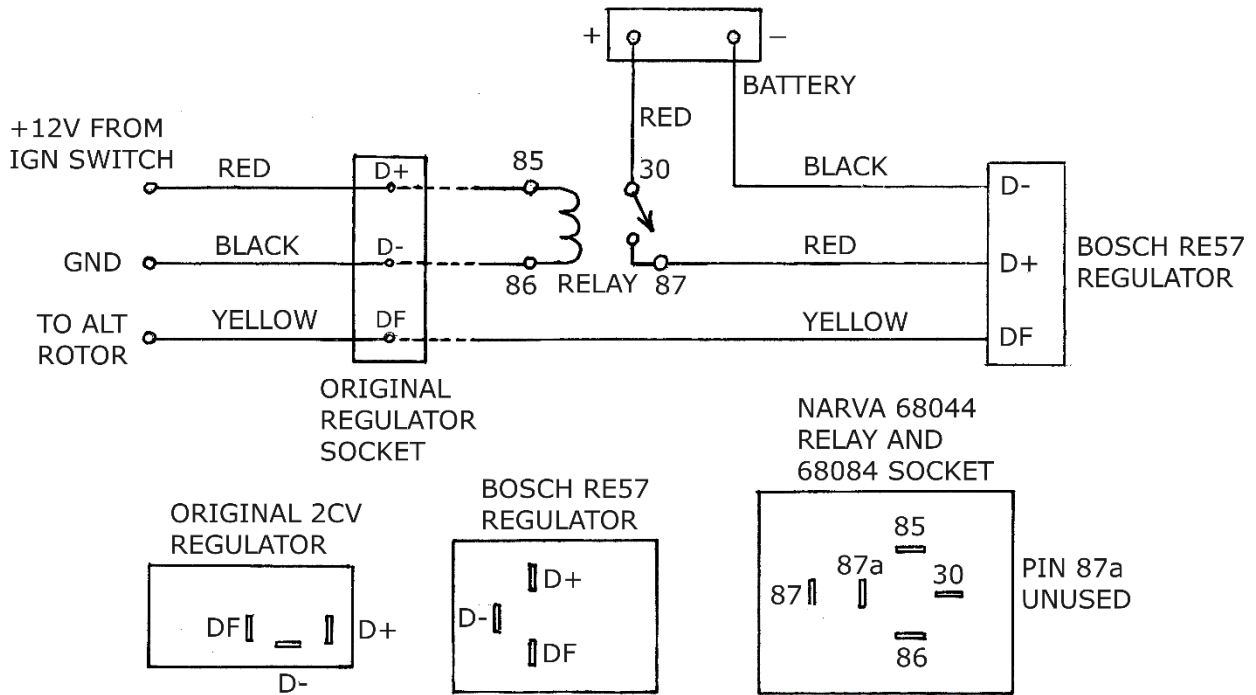 +
−
BATTERY
+12V FROM
IGN SWITCH
RED
RED
D+
85
30
BLACK
D-
GND
BLACK
D-
86
RELAY
87
RED
D+
BOSCH RE57
REGULATOR
TO ALT
ROTOR
YELLOW
DF
YELLOW
DF
ORIGINAL
REGULATOR
SOCKET
NARVA 68044
RELAY AND
68084 SOCKET
ORIGINAL 2CV
REGULATOR
DF
D+
D-
BOSCH RE57
REGULATOR
D+
D-
DF
85
87
87a
30
86
PIN 87a
UNUSED